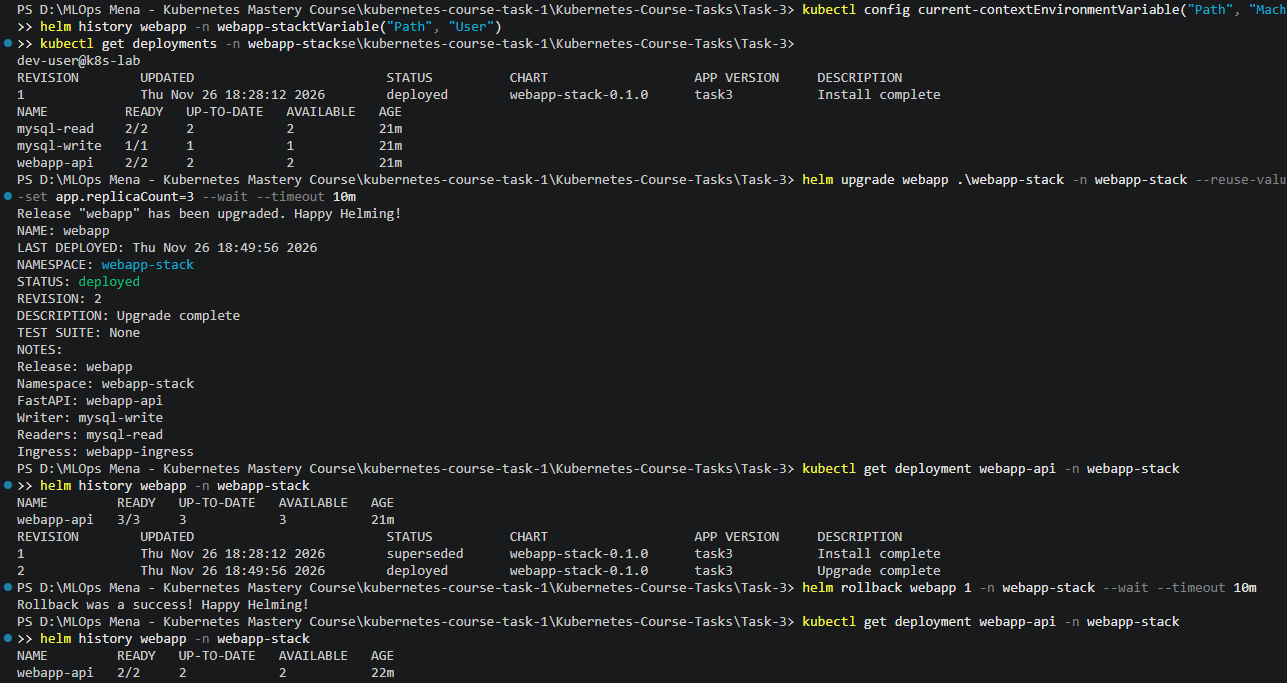 PS D:\MLOps Mena - Kubernetes Mastery Course\kubernetes-course-task-1\Kubernetes-Course-Tasks\Task-3> kubectl config current-contextEnvironmentVariable("Path", "Mach
>> helm history webapp -n webapp-stacktVariable("Path", "User")
>> kubectl get deployments -n webapp-stackse\kubernetes-course-task-1\Kubernetes-Course-Tasks\Task-3>
dev-user@k8s-lab
REVISION UPDATED STATUS CHART APP VERSION DESCRIPTION
1 Thu Nov 26 18:28:12 2026 deployed webapp-stack-0.1.0 task3 Install complete
NAME READY UP-TO-DATE AVAILABLE AGE
mysql-read 2/2 2 2 21m
mysql-write 1/1 1 1 21m
webapp-api 2/2 2 2 21m
PS D:\MLOps Mena - Kubernetes Mastery Course\kubernetes-course-task-1\Kubernetes-Course-Tasks\Task-3> helm upgrade webapp .\webapp-stack -n webapp-stack --reuse-valu
-set app.replicaCount=3 --wait --timeout 10m
Release "webapp" has been upgraded. Happy Helming!
NAME: webapp
LAST DEPLOYED: Thu Nov 26 18:49:56 2026
NAMESPACE: webapp-stack
STATUS: deployed
REVISION: 2
DESCRIPTION: Upgrade complete
TEST SUITE: None
NOTES:
Release: webapp
Namespace: webapp-stack
FastAPI: webapp-api
Writer: mysql-write
Readers: mysql-read
Ingress: webapp-ingress
PS D:\MLOps Mena - Kubernetes Mastery Course\kubernetes-course-task-1\Kubernetes-Course-Tasks\Task-3> kubectl get deployment webapp-api -n webapp-stack
>> helm history webapp -n webapp-stack
NAME READY UP-TO-DATE AVAILABLE AGE
webapp-api 3/3 3 3 21m
REVISION UPDATED STATUS CHART APP VERSION DESCRIPTION
1 Thu Nov 26 18:28:12 2026 superseded webapp-stack-0.1.0 task3 Install complete
2 Thu Nov 26 18:49:56 2026 deployed webapp-stack-0.1.0 task3 Upgrade complete
PS D:\MLOps Mena - Kubernetes Mastery Course\kubernetes-course-task-1\Kubernetes-Course-Tasks\Task-3> helm rollback webapp 1 -n webapp-stack --wait --timeout 10m
Rollback was a success! Happy Helming!
PS D:\MLOps Mena - Kubernetes Mastery Course\kubernetes-course-task-1\Kubernetes-Course-Tasks\Task-3> kubectl get deployment webapp-api -n webapp-stack
>> helm history webapp -n webapp-stack
NAME READY UP-TO-DATE AVAILABLE AGE
webapp-api 2/2 2 2 22m